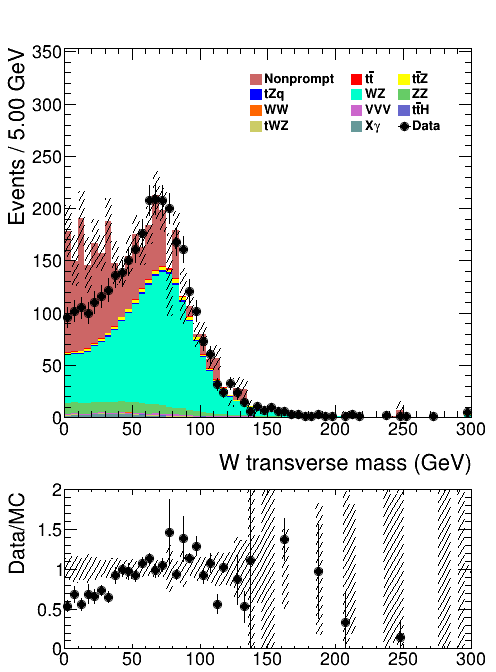 Events / 5.00 GeV
350
300
250
200
150
100
50
0
Nonprompt tt̄ tt̄Z
tZq WZ ZZ
WW VVV tt̄H
tWZ Xγ Data
0 50 100 150 200 250 300
W transverse mass (GeV)
Data/MC
2
1.5
1
0.5
0
0 50 100 150 200 250 300